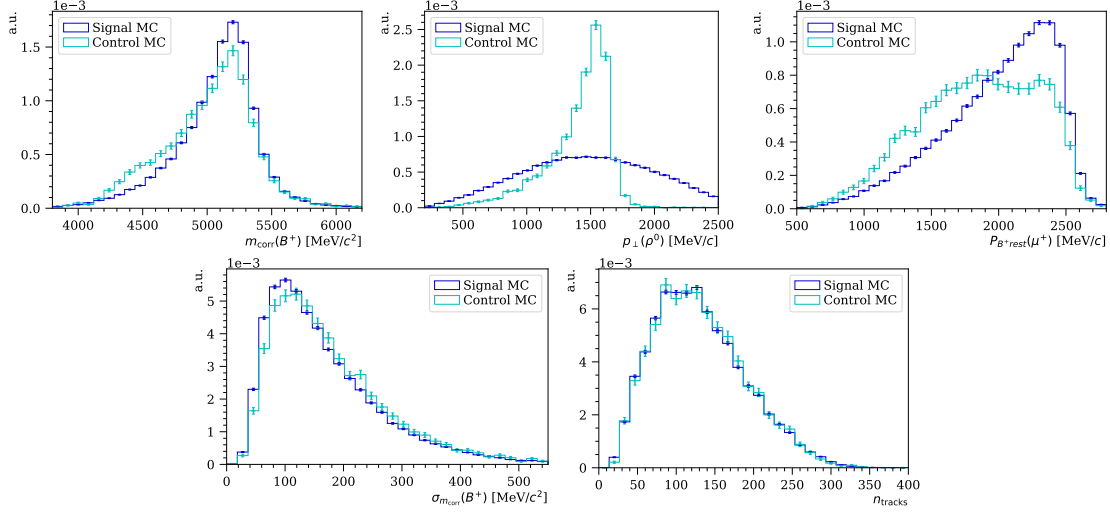 1e−3
a.u.
Signal MC
Control MC
1.5
1.0
0.5
0.0
4000 4500 5000 5500 6000
m_corr(B⁺) [MeV/c²]
1e−3
a.u.
Signal MC
Control MC
2.5
2.0
1.5
1.0
0.5
0.0
500 1000 1500 2000 2500
p⊥(ρ⁰) [MeV/c]
1e−3
a.u.
Signal MC
Control MC
1.2
1.0
0.8
0.6
0.4
0.2
0.0
500 1000 1500 2000 2500
P_B⁺rest(μ⁺) [MeV/c]
1e−3
a.u.
Signal MC
Control MC
5
4
3
2
1
0
0 100 200 300 400 500
σ_m_corr(B⁺) [MeV/c²]
1e−3
a.u.
Signal MC
Control MC
6
4
2
0
0 50 100 150 200 250 300 350 400
n_tracks